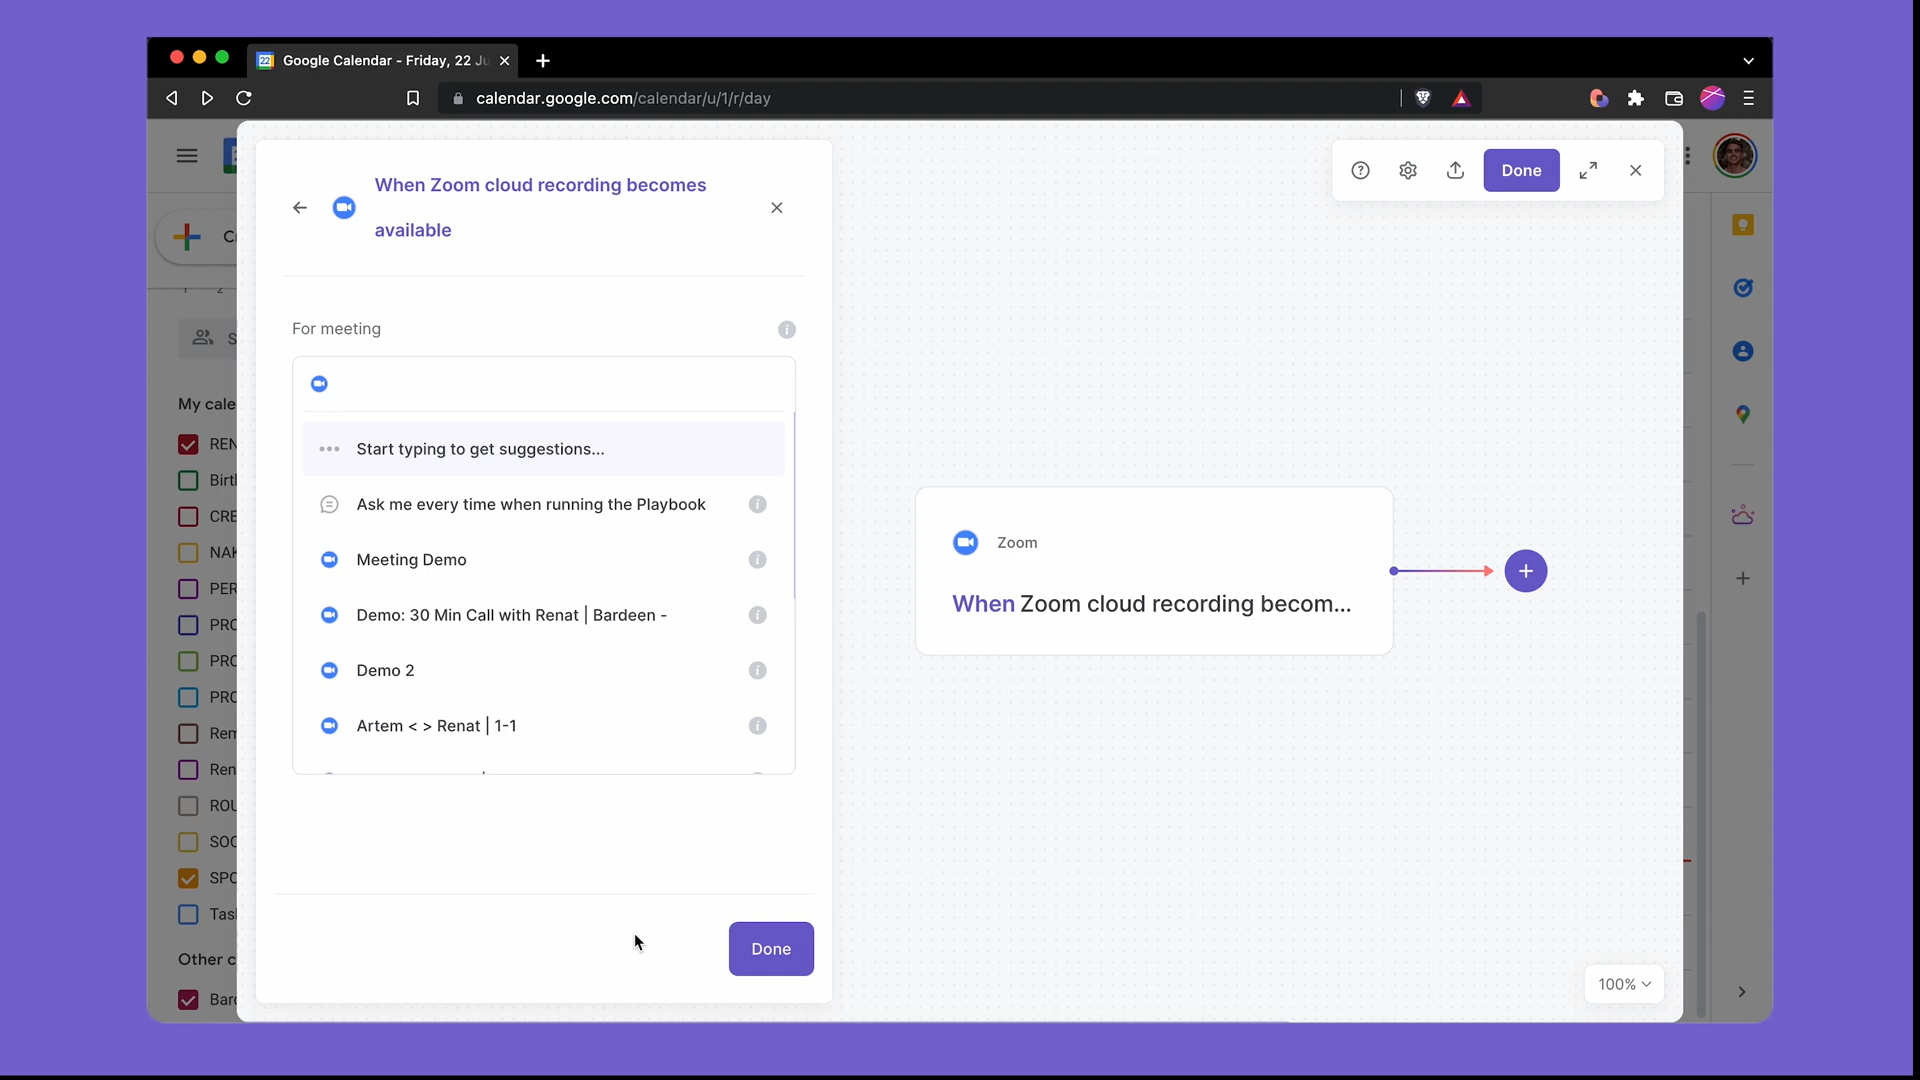 Google Calendar - Friday, 22 Ju
calendar.google.com/calendar/u/1/r/day
When Zoom cloud recording becomes
available
Done
For meeting
Start typing to get suggestions...
Ask me every time when running the Playbook
Meeting Demo
Demo: 30 Min Call with Renat | Bardeen -
Demo 2
Artem < > Renat | 1-1
Done
Zoom
When Zoom cloud recording becom...
100%
My cale
REN
Birt
CRE
NAK
PER
PRO
PRO
PRO
Rem
Ren
ROU
SOC
SPO
Tas
Other c
Bar